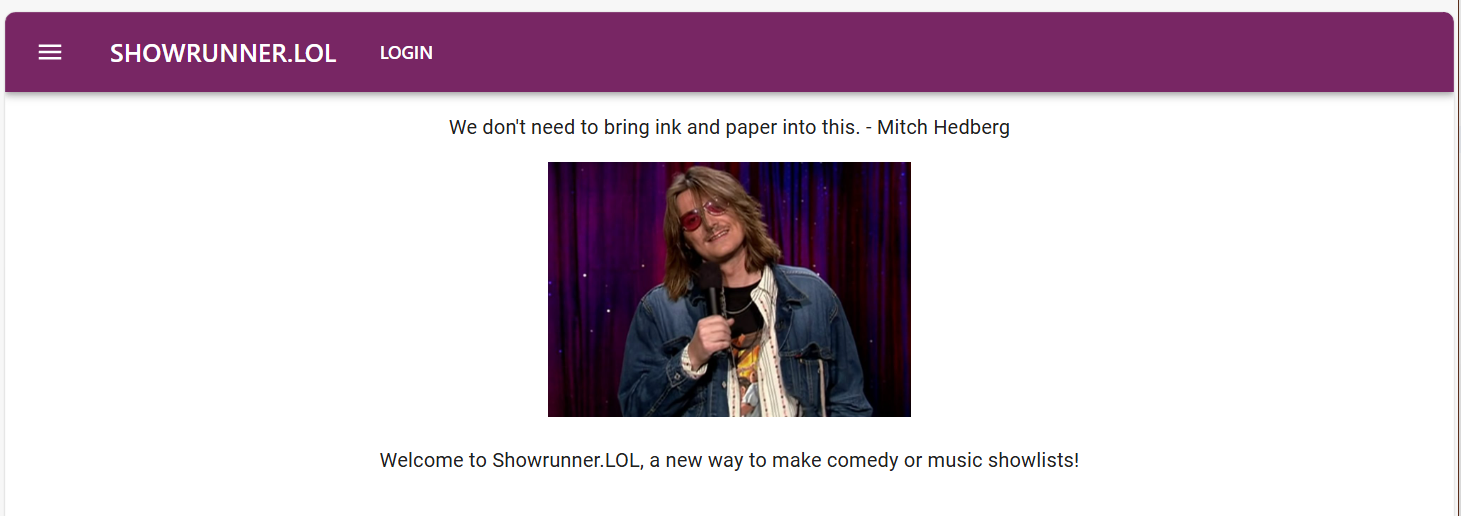 SHOWRUNNER.LOL LOGIN
We don't need to bring ink and paper into this. - Mitch Hedberg
Welcome to Showrunner.LOL, a new way to make comedy or music showlists!